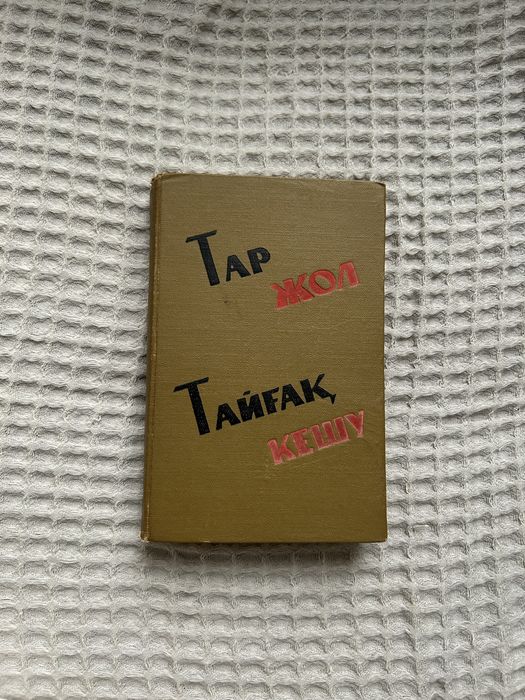 Тар
жол
Тайғақ
кешу